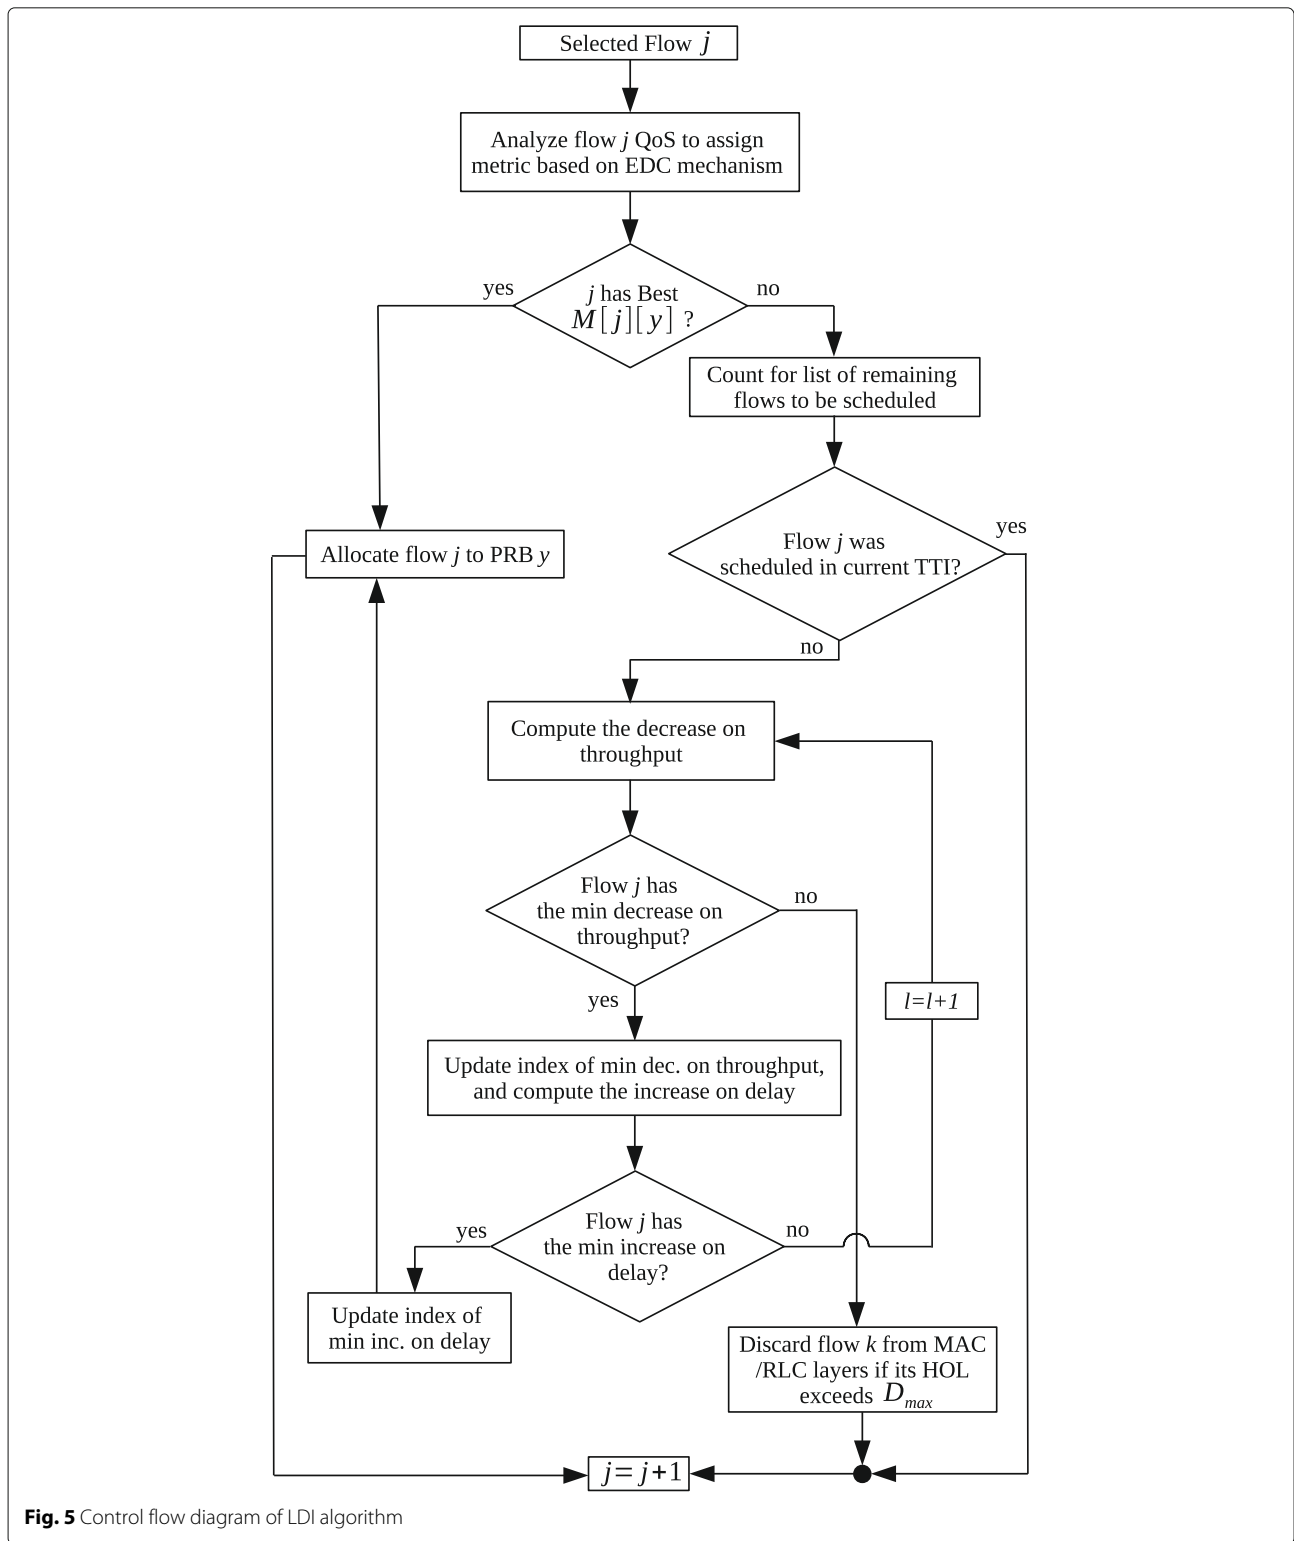 Selected Flow j
Analyze flow j QoS to assign
metric based on EDC mechanism
yes
j has Best
M[j][y] ?
no
Count for list of remaining
flows to be scheduled
yes
Flow j was
scheduled in current TTI?
Allocate flow j to PRB y
no
Compute the decrease on
throughput
Flow j has
the min decrease on
throughput?
no
yes
l=l+1
Update index of min dec. on throughput,
and compute the increase on delay
yes
Flow j has
the min increase on
delay?
no
Update index of
min inc. on delay
Discard flow k from MAC
/RLC layers if its HOL
exceeds Dmax
j=j+1
Fig. 5 Control flow diagram of LDI algorithm